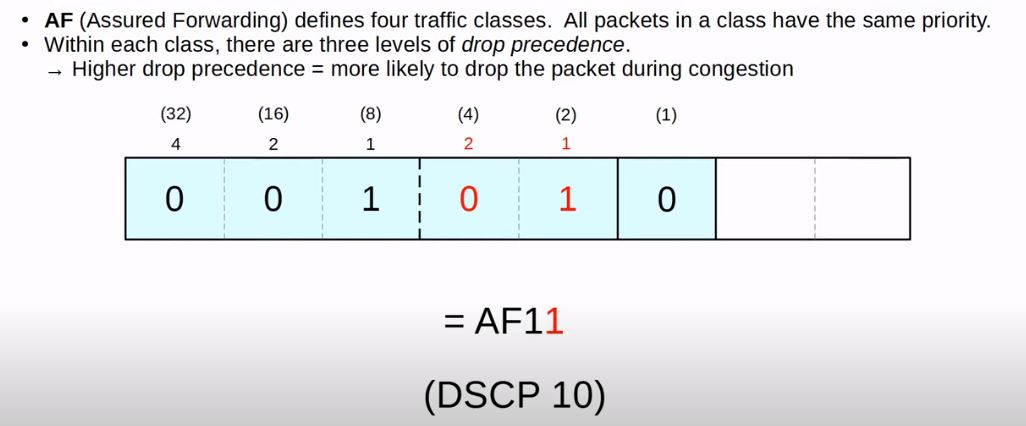 • AF (Assured Forwarding) defines four traffic classes.  All packets in a class have the same priority.
• Within each class, there are three levels of drop precedence.
→ Higher drop precedence = more likely to drop the packet during congestion
(32) (16) (8) (4) (2) (1)
4 2 1 2 1
0 0 1 0 1 0
= AF11
(DSCP 10)